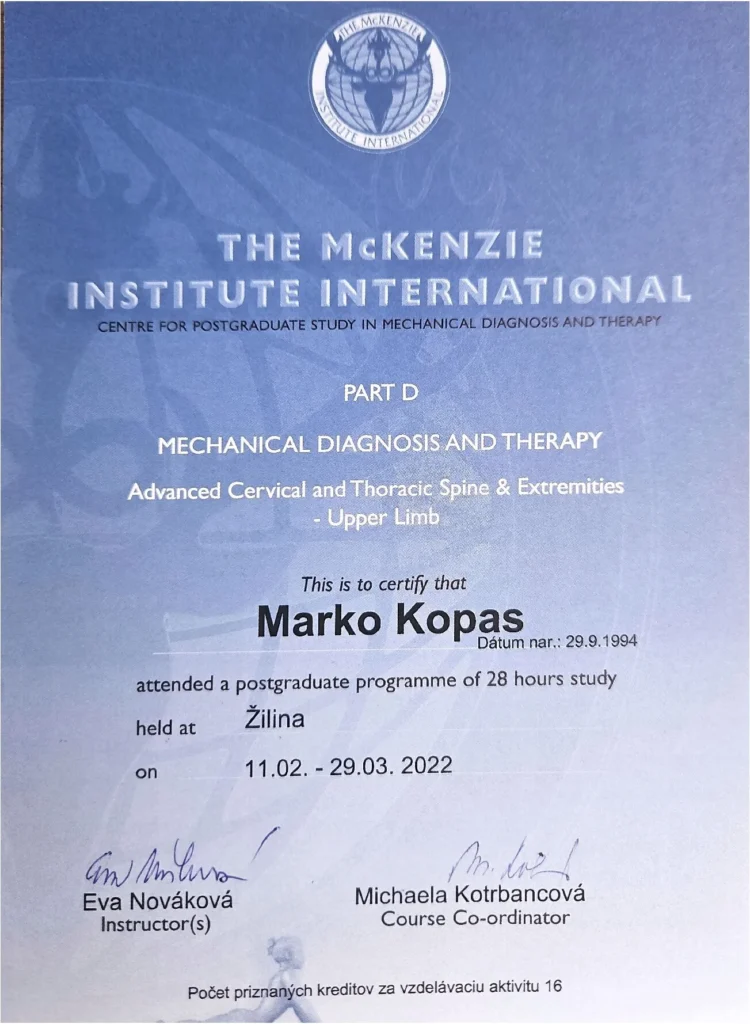 THE McKENZIE
INSTITUTE INTERNATIONAL
THE McKENZIE
INSTITUTE INTERNATIONAL
CENTRE FOR POSTGRADUATE STUDY IN MECHANICAL DIAGNOSIS AND THERAPY
PART D
MECHANICAL DIAGNOSIS AND THERAPY
Advanced Cervical and Thoracic Spine & Extremities
- Upper Limb
This is to certify that
Marko Kopas
Dátum nar.: 29.9.1994
attended a postgraduate programme of 28 hours study
held at Žilina
on 11.02. - 29.03. 2022
Eva Nováková
Instructor(s)
Michaela Kotrbancová
Course Co-ordinator
Počet priznaných kreditov za vzdelávaciu aktivitu 16